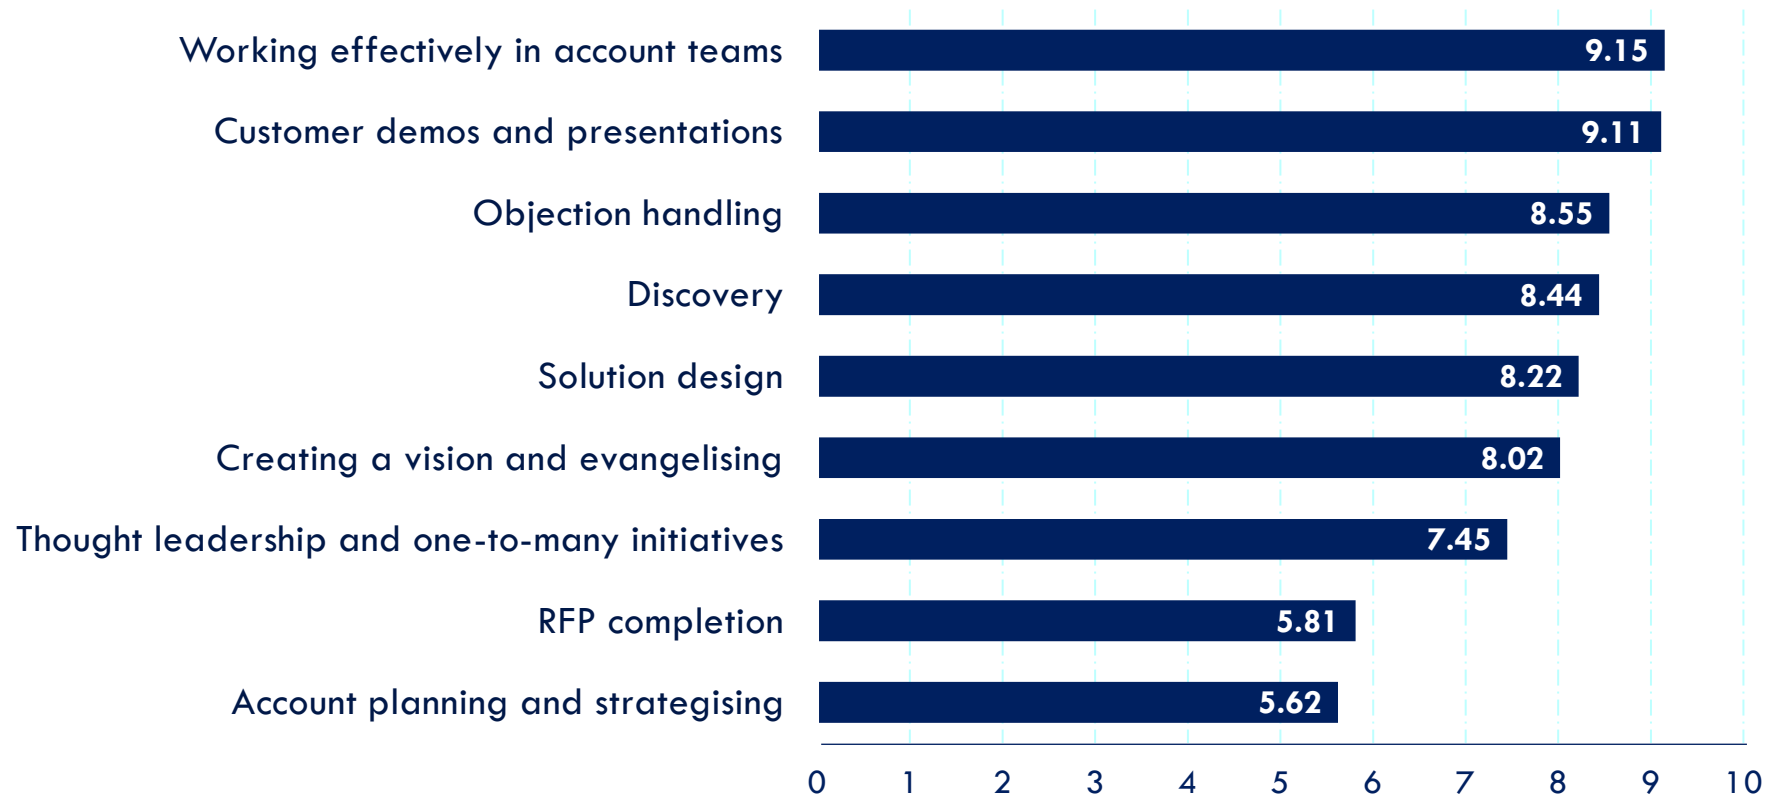 Working effectively in account teams 9.15
Customer demos and presentations 9.11
Objection handling 8.55
Discovery 8.44
Solution design 8.22
Creating a vision and evangelising 8.02
Thought leadership and one-to-many initiatives 7.45
RFP completion 5.81
Account planning and strategising 5.62
0 1 2 3 4 5 6 7 8 9 10